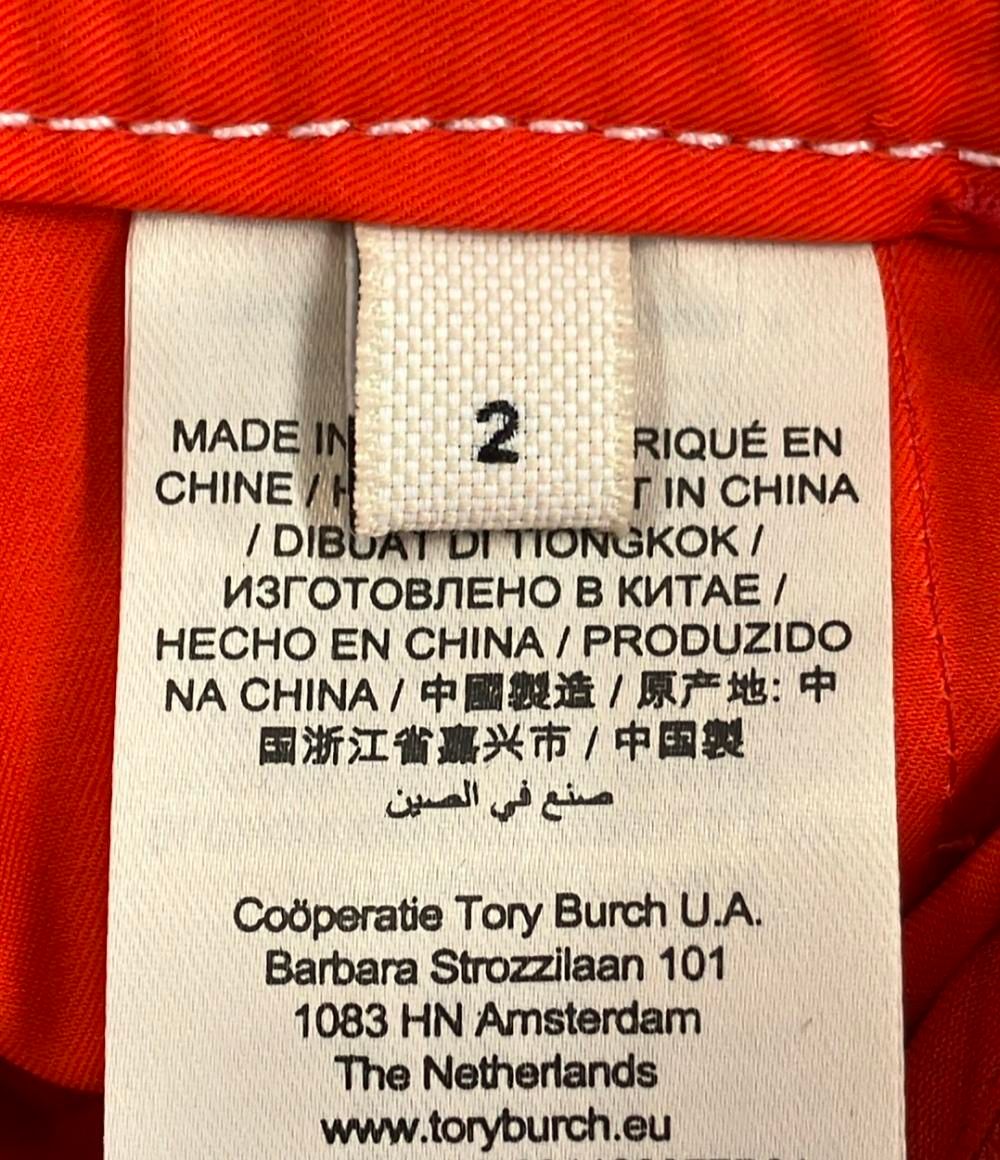 2
MADE IN RIQUÉ EN
CHINE / T IN CHINA
/ DIBUAT DI TIONGKOK /
ИЗГОТОВЛЕНО В КИТАЕ /
HECHO EN CHINA / PRODUZIDO
NA CHINA / 中國製造 / 原产地: 中
国浙江省嘉兴市 / 中国製
صنع في الصين
Coöperatie Tory Burch U.A.
Barbara Strozzilaan 101
1083 HN Amsterdam
The Netherlands
www.toryburch.eu